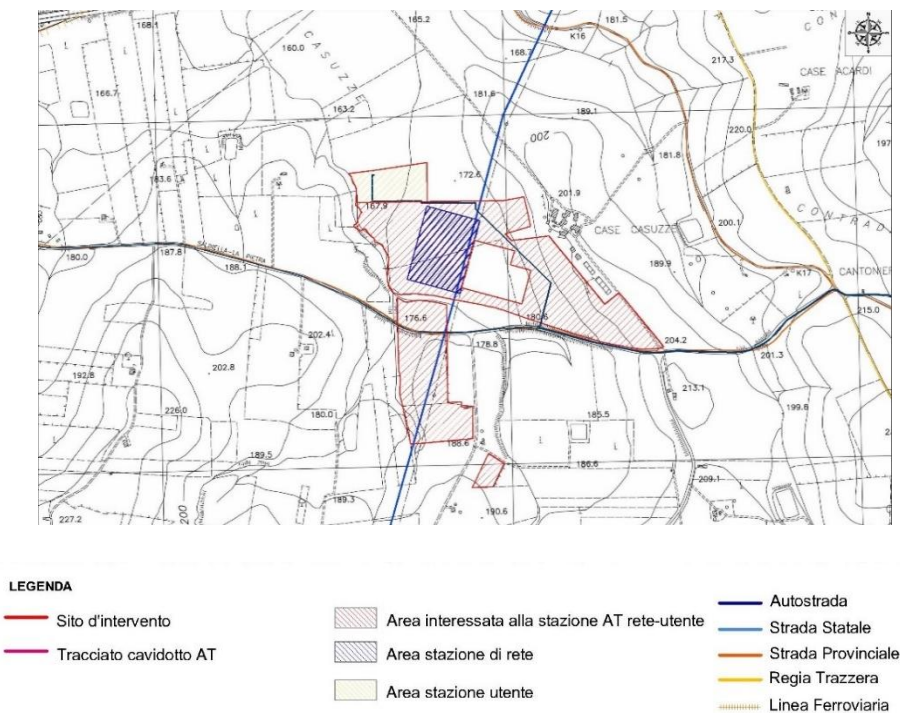 168.1
165.2
181.5
K16
160.0
CASUZZE
168.7
217.3
CASE ACARDI
166.7
163.2
181.6
189.1
220.0
200
181.8
183.6
172.6
167.9
201.9
200.1
CONTRAD
CASE CASUZZE
180.0
187.8
188.1
189.9
K17
CANTONIER
215.0
176.6
180.6
202.4
178.8
204.2
201.3
192.8
202.8
213.1
226.0
180.0
185.5
199.8
188.6
189.5
186.6
209.1
189.3
190.6
227.2
200
LEGENDA
Sito d'intervento
Tracciato cavidotto AT
Area interessata alla stazione AT rete-utente
Area stazione di rete
Area stazione utente
Autostrada
Strada Statale
Strada Provinciale
Regia Trazzera
Linea Ferroviaria